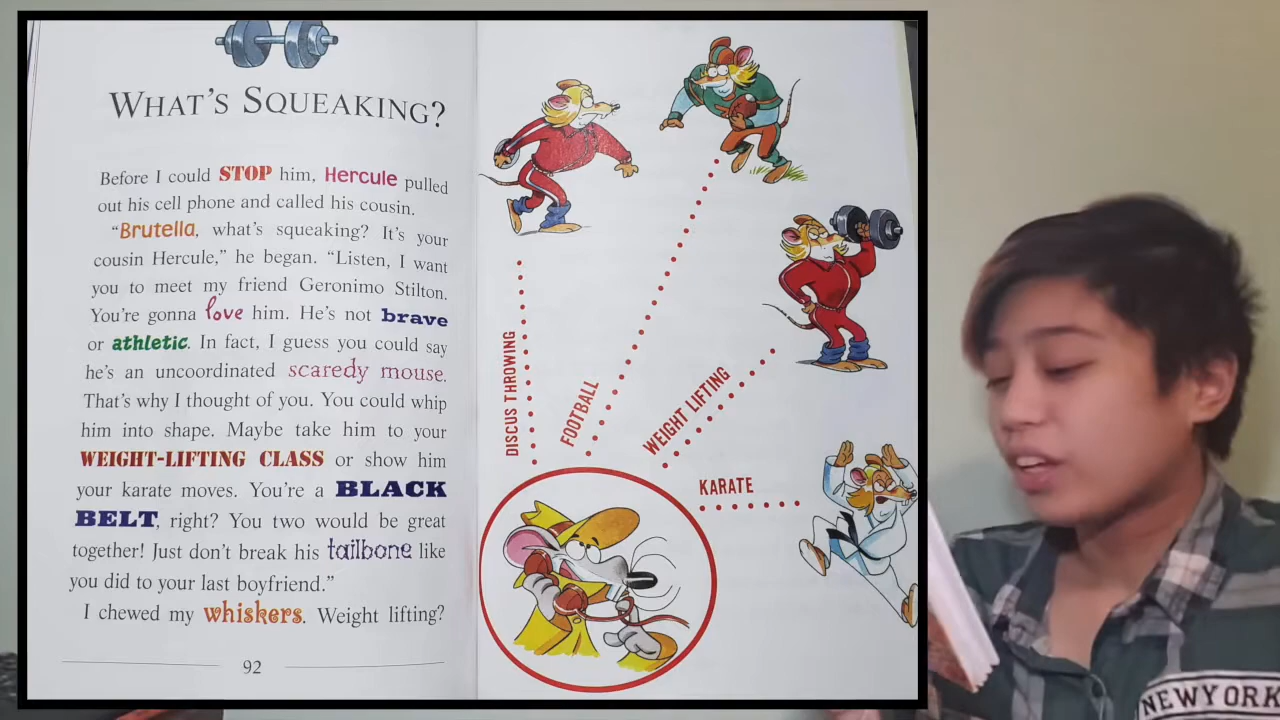 WHAT'S SQUEAKING?
Before I could STOP him, Hercule pulled
out his cell phone and called his cousin.
"Brutella, what's squeaking? It's your
cousin Hercule," he began. "Listen, I want
you to meet my friend Geronimo Stilton.
You're gonna love him. He's not brave
or athletic. In fact, I guess you could say
he's an uncoordinated scaredy mouse.
That's why I thought of you. You could whip
him into shape. Maybe take him to your
WEIGHT-LIFTING CLASS or show him
your karate moves. You're a BLACK
BELT, right? You two would be great
together! Just don't break his tailbone like
you did to your last boyfriend."
I chewed my whiskers. Weight lifting?
92
DISCUS THROWING
FOOTBALL
WEIGHT LIFTING
KARATE
NEW YORK